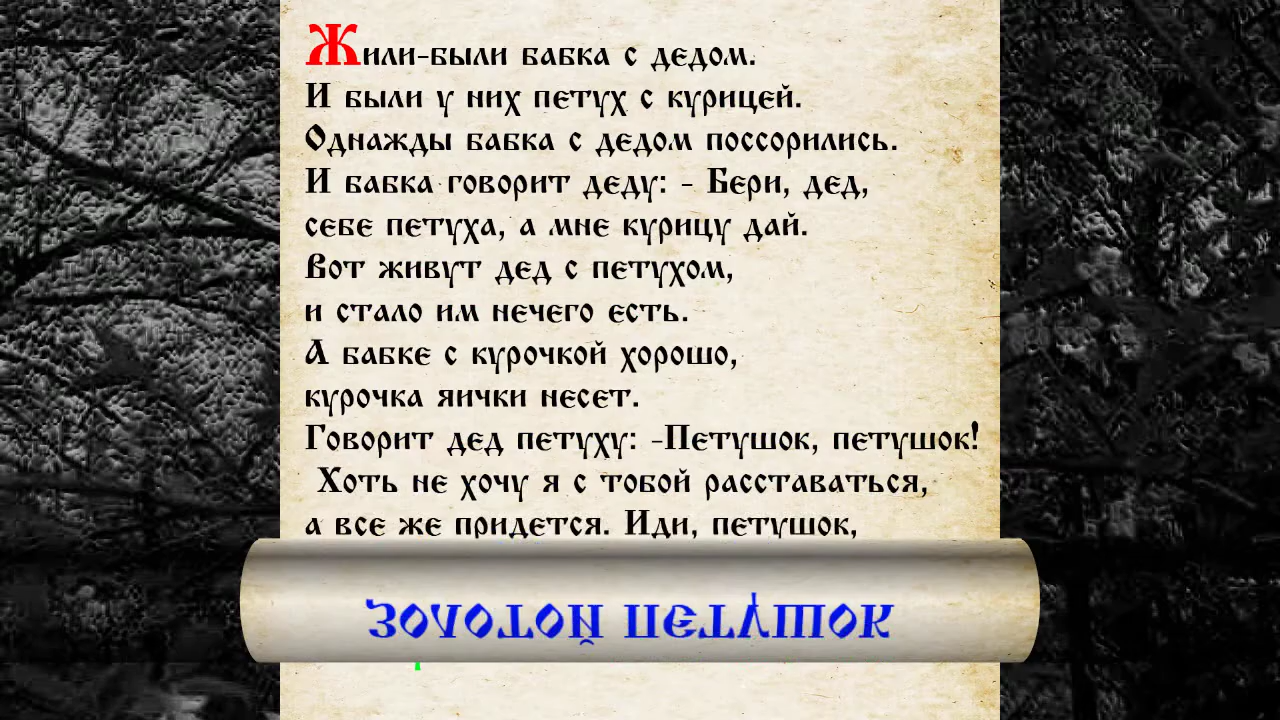 Жили-были бабка с дедом.
И были у них петух с курицей.
Однажды бабка с дедом поссорились.
И бабка говорит деду: - Бери, дед,
себе петуха, а мне курицу дай.
Вот живут дед с петухом,
и стало им нечего есть.
А бабке с курочкой хорошо,
курочка яички несет.
Говорит дед петуху: -Петушок, петушок!
Хоть не хочу я с тобой расставаться,
а все же придется. Иди, петушок,
ЗОЛОТОЙ ПЕТУШОК